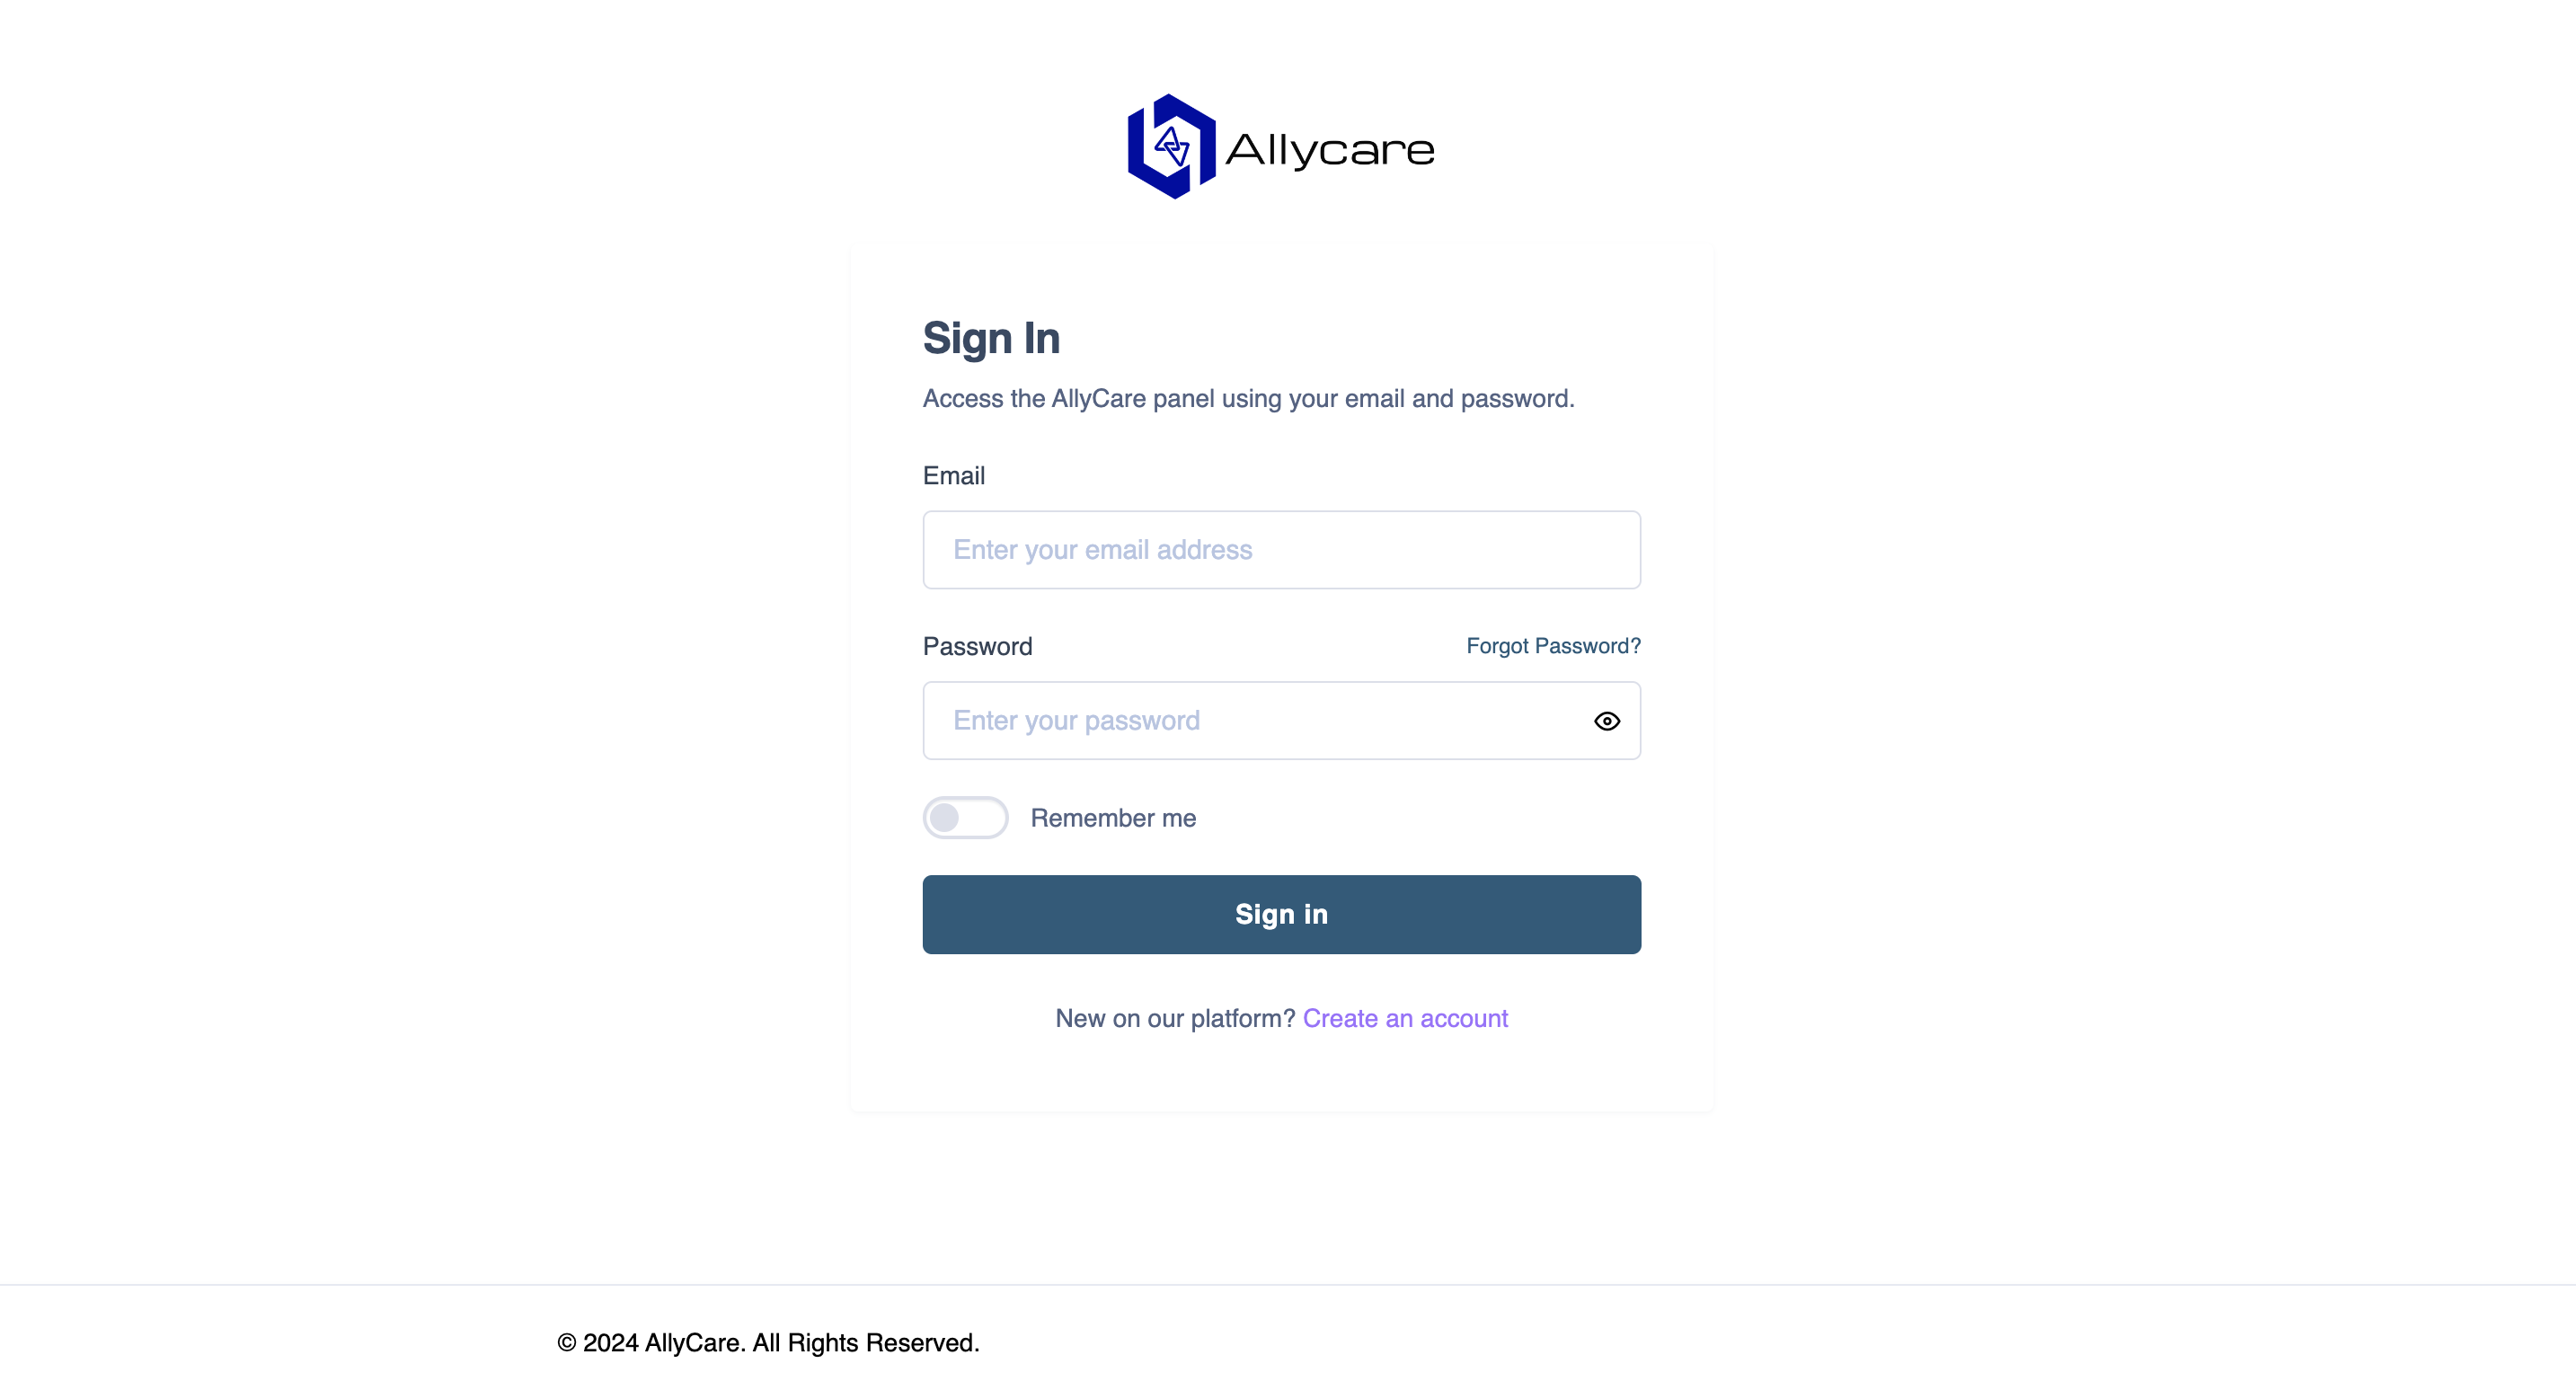 Allycare
Sign In
Access the AllyCare panel using your email and password.
Email
Enter your email address
Password
Forgot Password?
Enter your password
Remember me
Sign in
New on our platform? Create an account
© 2024 AllyCare. All Rights Reserved.